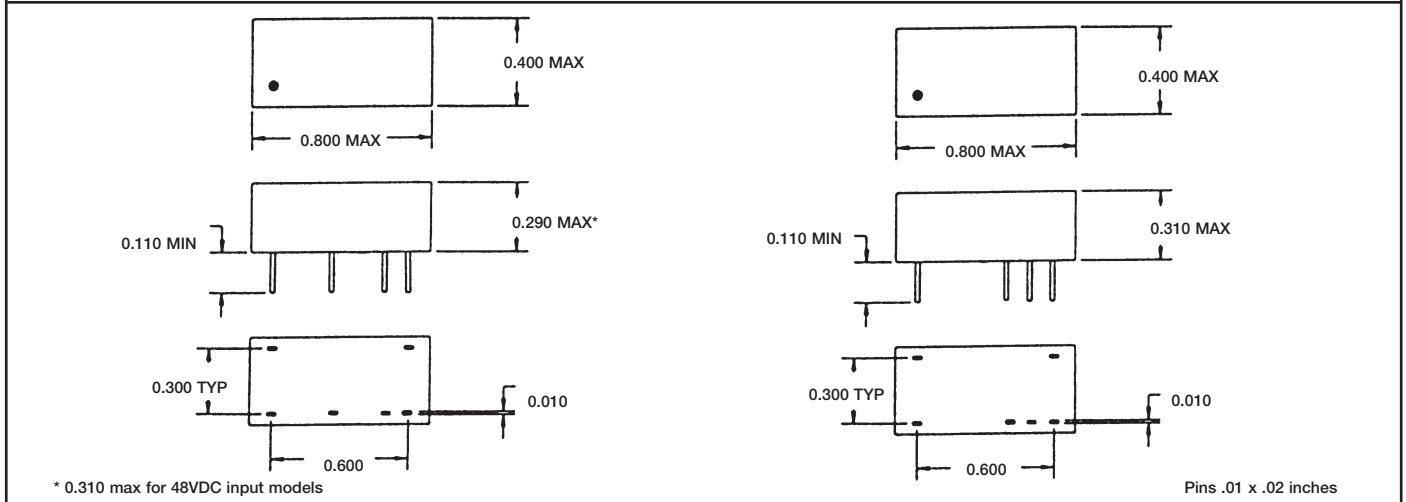 0.400 MAX
0.800 MAX
0.290 MAX*
0.110 MIN
0.300 TYP
0.010
0.600
* 0.310 max for 48VDC input models
0.400 MAX
0.800 MAX
0.310 MAX
0.110 MIN
0.300 TYP
0.010
0.600
Pins .01 x .02 inches